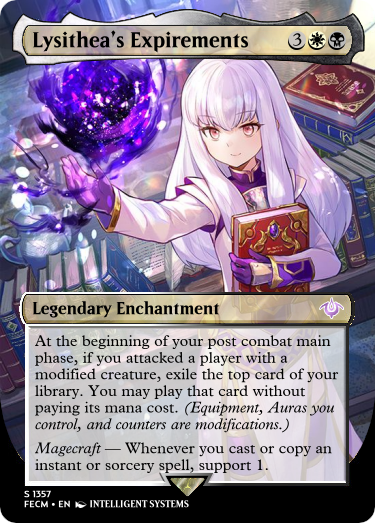 Lysithea's Expirements 3
Legendary Enchantment
At the beginning of your post combat main
phase, if you attacked a player with a
modified creature, exile the top card of your
library. You may play that card without
paying its mana cost. (Equipment, Auras you
control, and counters are modifications.)
Magecraft — Whenever you cast or copy an
instant or sorcery spell, support 1.
S 1357
FECM • EN INTELLIGENT SYSTEMS